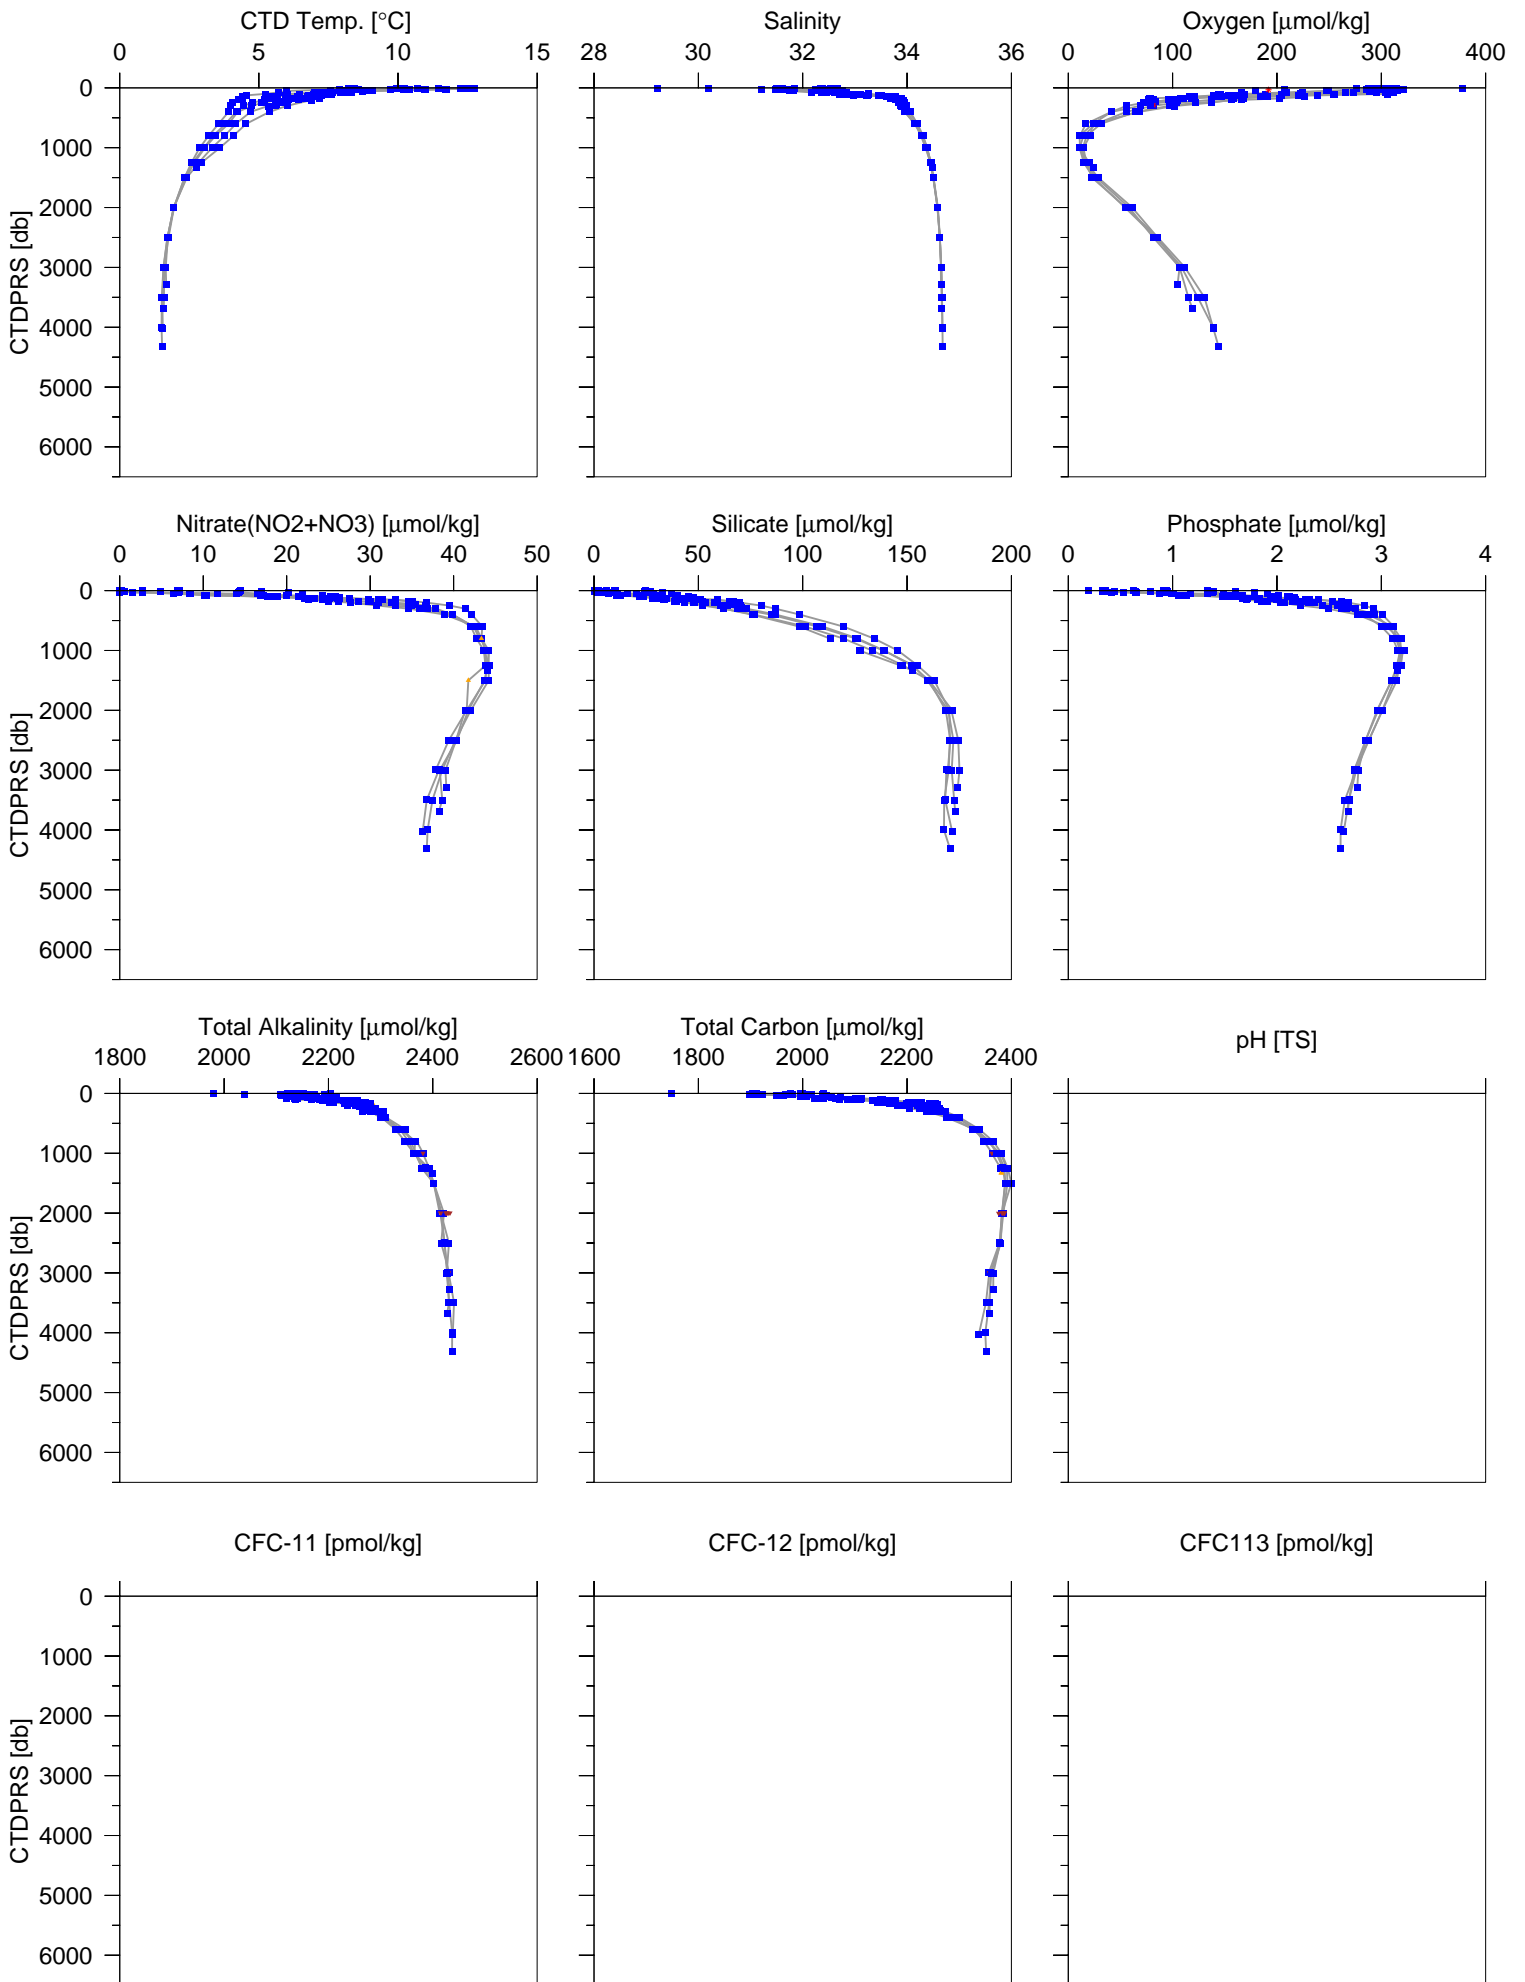 CTD Temp. [°C] Salinity Oxygen [μmol/kg]
0 5 10 15 28 30 32 34 36 0 100 200 300 400
0
1000
2000
3000
4000
5000
6000
CTDPRS [db]
Nitrate(NO2+NO3) [μmol/kg] Silicate [μmol/kg] Phosphate [μmol/kg]
0 10 20 30 40 50 0 50 100 150 200 0 1 2 3 4
0
1000
2000
3000
4000
5000
6000
CTDPRS [db]
Total Alkalinity [μmol/kg] Total Carbon [μmol/kg] pH [TS]
1800 2000 2200 2400 2600 1600 1800 2000 2200 2400
0
1000
2000
3000
4000
5000
6000
CTDPRS [db]
CFC-11 [pmol/kg] CFC-12 [pmol/kg] CFC113 [pmol/kg]
0
1000
2000
3000
4000
5000
6000
CTDPRS [db]